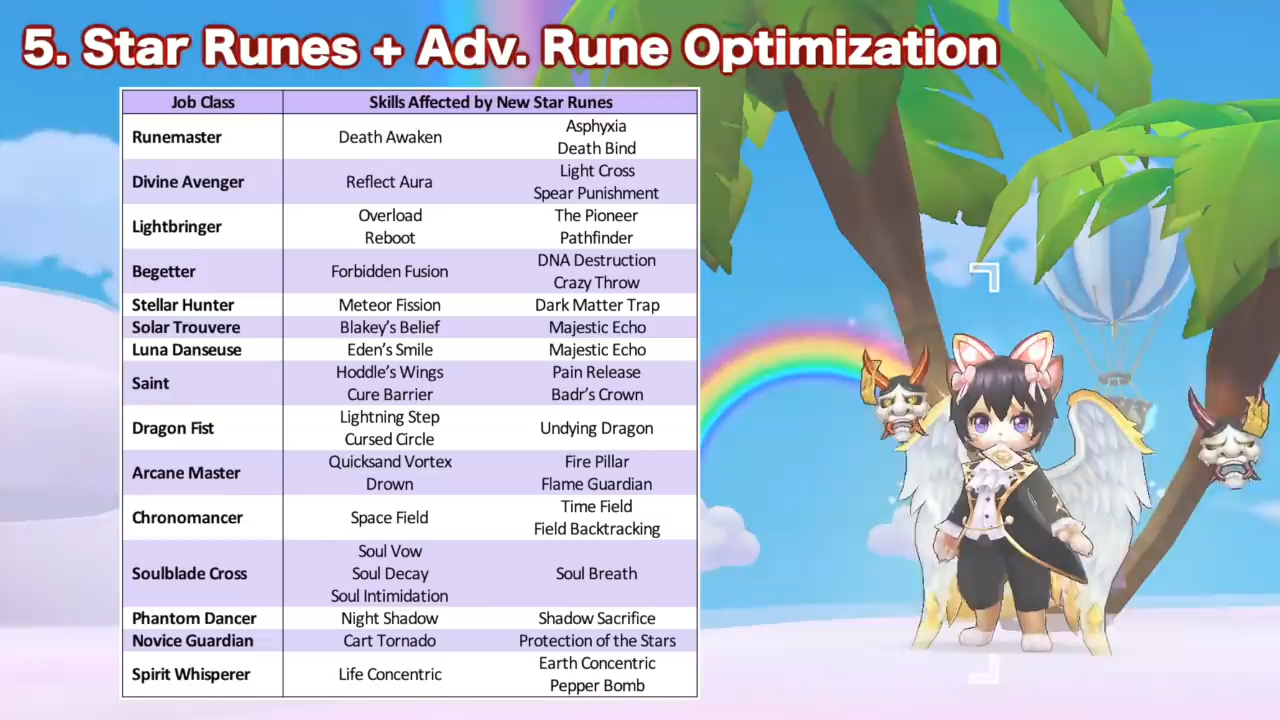 5. Star Runes + Adv. Rune Optimization
Job Class
Skills Affected by New Star Runes
Runemaster
Death Awaken
Asphyxia
Death Bind
Divine Avenger
Reflect Aura
Light Cross
Spear Punishment
Lightbringer
Overload
Reboot
The Pioneer
Pathfinder
Begetter
Forbidden Fusion
DNA Destruction
Crazy Throw
Stellar Hunter
Meteor Fission
Dark Matter Trap
Solar Trouvere
Blakey's Belief
Majestic Echo
Luna Danseuse
Eden's Smile
Majestic Echo
Saint
Hoddle's Wings
Cure Barrier
Pain Release
Badr's Crown
Dragon Fist
Lightning Step
Cursed Circle
Undying Dragon
Arcane Master
Quicksand Vortex
Drown
Fire Pillar
Flame Guardian
Chronomancer
Space Field
Time Field
Field Backtracking
Soulblade Cross
Soul Vow
Soul Decay
Soul Intimidation
Soul Breath
Phantom Dancer
Night Shadow
Shadow Sacrifice
Novice Guardian
Cart Tornado
Protection of the Stars
Spirit Whisperer
Life Concentric
Earth Concentric
Pepper Bomb